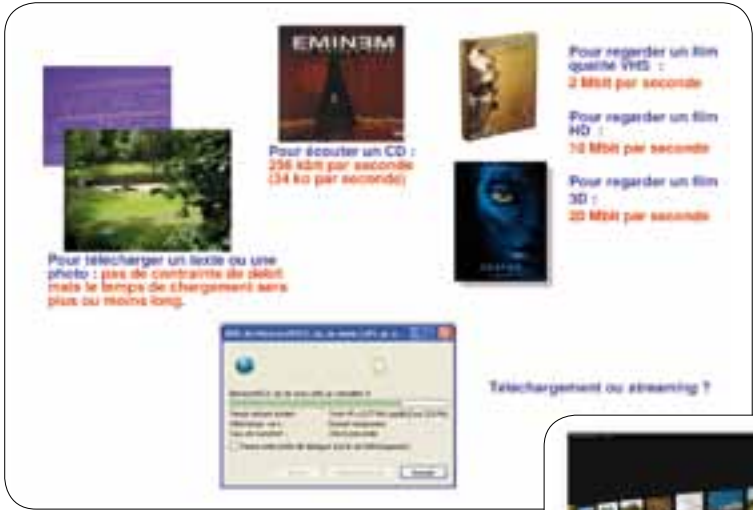 EMINEM
Pour écouter un CD :
256 kbit par seconde
(34 ko par seconde)
Pour regarder un film
qualité VHS :
2 Mbit par seconde
Pour regarder un film
HD :
10 Mbit par seconde
Pour regarder un film
3D :
20 Mbit par seconde
AVATAR
Pour télécharger un texte ou une
photo : pas de contrainte de débit
mais le temps de chargement sera
plus ou moins long.
Téléchargement ou streaming ?